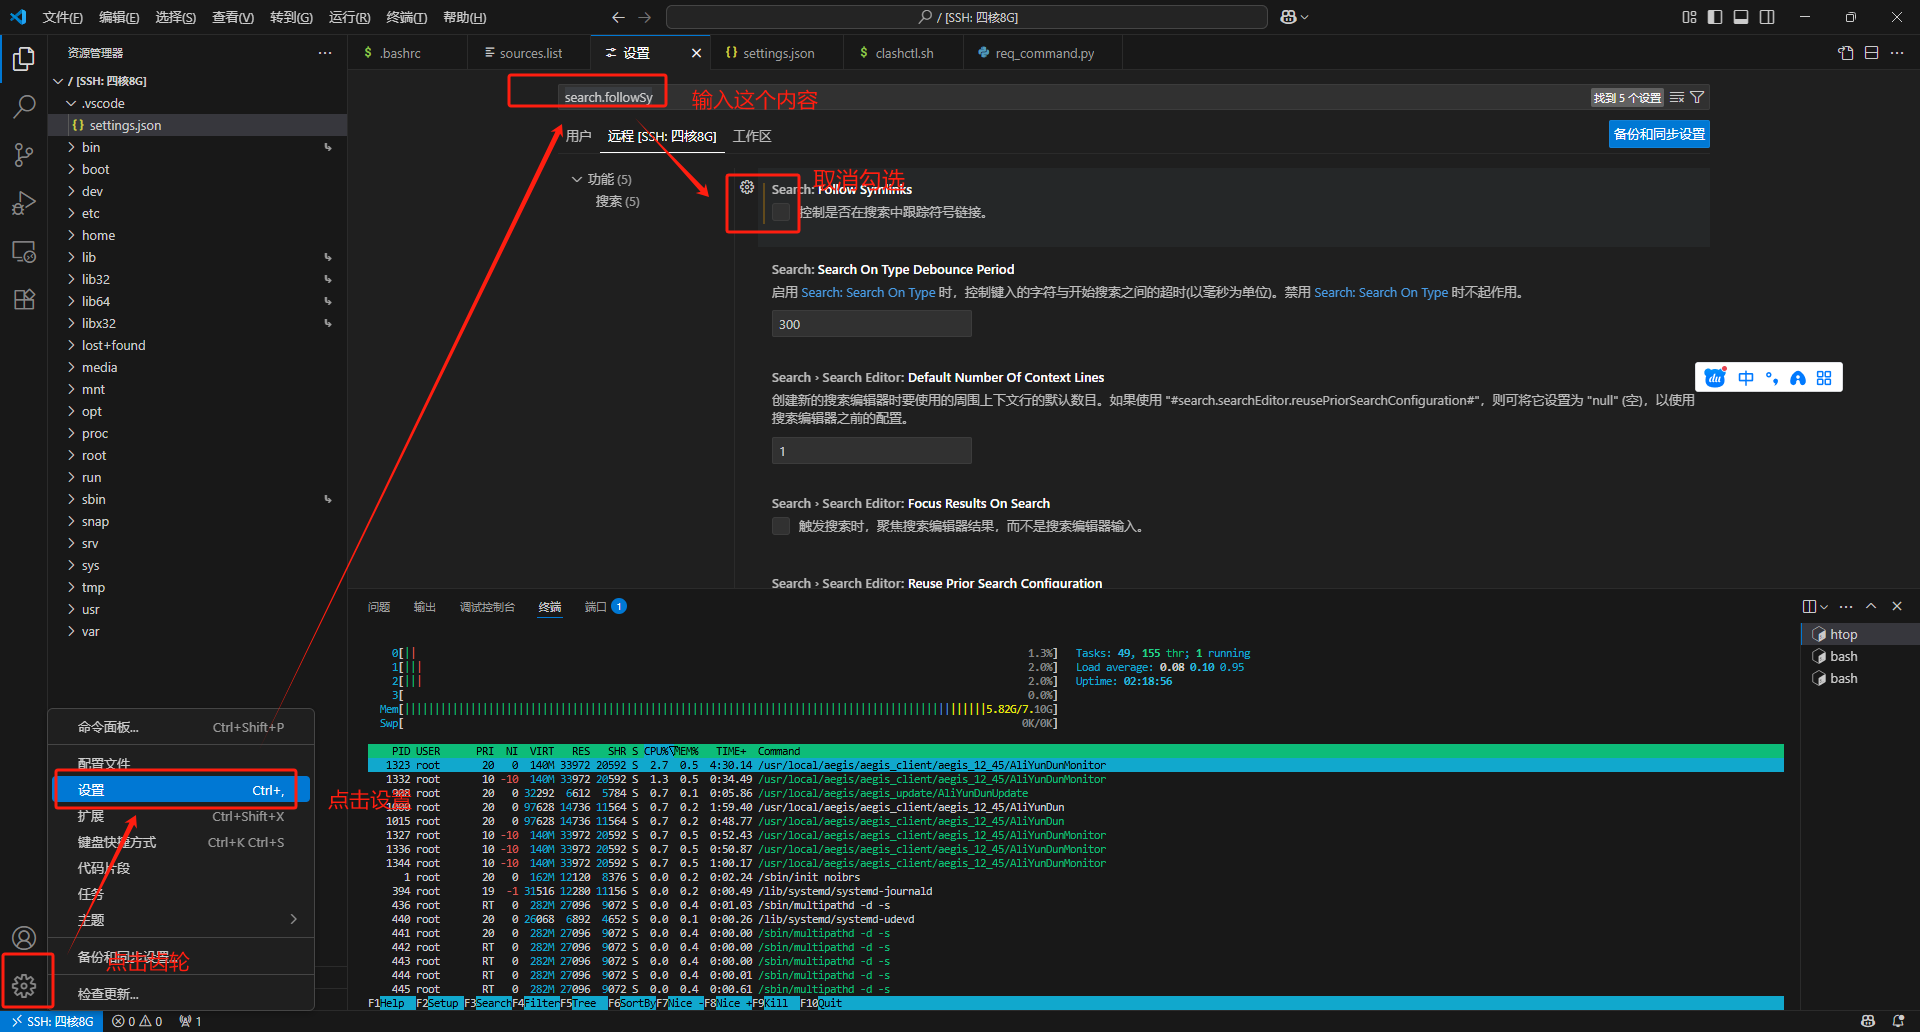 文件(F) 编辑(E) 选择(S) 查看(V) 转到(G) 运行(R) 终端(T) 帮助(H)
/ [SSH: 四核8G]
资源管理器
$ .bashrc
sources.list
设置
{} settings.json
$ clashctl.sh
req_command.py
/ [SSH: 四核8G]
.vscode
{} settings.json
bin
boot
dev
etc
home
lib
lib32
lib64
libx32
lost+found
media
mnt
opt
proc
root
run
sbin
snap
srv
sys
tmp
usr
var
search.followSy
输入这个内容
找到 5 个设置
用户 远程 [SSH: 四核8G] 工作区
备份和同步设置
功能 (5)
搜索 (5)
取消勾选
Search: Follow Symlinks
控制是否在搜索中跟踪符号链接。
Search: Search On Type Debounce Period
启用 Search: Search On Type 时，控制键入的字符与开始搜索之间的超时(以毫秒为单位)。禁用 Search: Search On Type 时不起作用。
300
Search › Search Editor: Default Number Of Context Lines
创建新的搜索编辑器时要使用的周围上下文行的默认数目。如果使用 "#search.searchEditor.reusePriorSearchConfiguration#"，则可将它设置为 "null" (空)，以使用
搜索编辑器之前的配置。
1
Search › Search Editor: Focus Results On Search
触发搜索时，聚焦搜索编辑器结果，而不是搜索编辑器输入。
Search › Search Editor: Reuse Prior Search Configuration
du 中
问题 输出 调试控制台 终端 端口 1
htop
bash
bash
0[|| 1.3%] Tasks: 49, 155 thr; 1 running
1[||| 2.0%] Load average: 0.08 0.10 0.95
2[||| 2.0%] Uptime: 02:18:56
3[ 0.0%]
Mem[ 5.82G/7.10G]
Swp[ 0K/0K]
PID USER PRI NI VIRT RES SHR S CPU%▽MEM% TIME+ Command
1323 root 20 0 140M 33972 20592 S 2.7 0.5 4:30.14 /usr/local/aegis/aegis_client/aegis_12_45/AliYunDunMonitor
1332 root 10 -10 140M 33972 20592 S 1.3 0.5 0:34.49 /usr/local/aegis/aegis_client/aegis_12_45/AliYunDunMonitor
908 root 20 0 32292 6612 5784 S 0.7 0.1 0:05.86 /usr/local/aegis/aegis_update/AliYunDunUpdate
1000 root 20 0 97628 14736 11564 S 0.7 0.2 1:59.40 /usr/local/aegis/aegis_client/aegis_12_45/AliYunDun
1015 root 20 0 97628 14736 11564 S 0.7 0.2 0:48.77 /usr/local/aegis/aegis_client/aegis_12_45/AliYunDun
1327 root 10 -10 140M 33972 20592 S 0.7 0.5 0:52.43 /usr/local/aegis/aegis_client/aegis_12_45/AliYunDunMonitor
1336 root 10 -10 140M 33972 20592 S 0.7 0.5 0:50.87 /usr/local/aegis/aegis_client/aegis_12_45/AliYunDunMonitor
1344 root 10 -10 140M 33972 20592 S 0.7 0.5 1:00.17 /usr/local/aegis/aegis_client/aegis_12_45/AliYunDunMonitor
1 root 20 0 162M 12120 8376 S 0.0 0.2 0:02.24 /sbin/init noibrs
394 root 19 -1 31516 12280 11156 S 0.0 0.2 0:00.49 /lib/systemd/systemd-journald
436 root RT 0 282M 27096 9072 S 0.0 0.4 0:01.03 /sbin/multipathd -d -s
440 root 20 0 26068 6892 4652 S 0.0 0.1 0:00.26 /lib/systemd/systemd-udevd
441 root 20 0 282M 27096 9072 S 0.0 0.4 0:00.00 /sbin/multipathd -d -s
442 root RT 0 282M 27096 9072 S 0.0 0.4 0:00.00 /sbin/multipathd -d -s
443 root RT 0 282M 27096 9072 S 0.0 0.4 0:00.00 /sbin/multipathd -d -s
444 root RT 0 282M 27096 9072 S 0.0 0.4 0:00.01 /sbin/multipathd -d -s
445 root RT 0 282M 27096 9072 S 0.0 0.4 0:00.61 /sbin/multipathd -d -s
F1Help F2Setup F3SearchF4FilterF5Tree F6SortByF7Nice -F8Nice +F9Kill F10Quit
命令面板... Ctrl+Shift+P
配置文件
设置 Ctrl+,
点击设置
扩展 Ctrl+Shift+X
键盘快捷方式 Ctrl+K Ctrl+S
代码片段
任务
主题
备份和同步设置...
点击齿轮
检查更新...
SSH: 四核8G 0 0 1